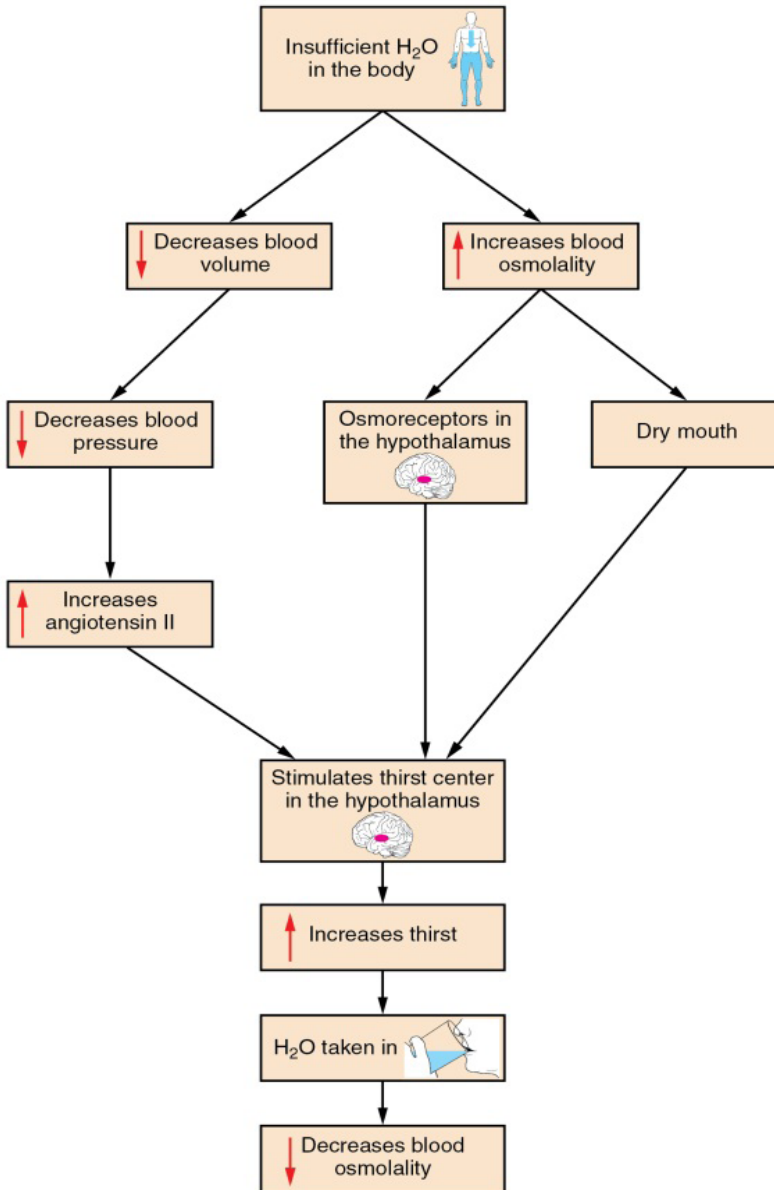 Insufficient H₂O
in the body
Decreases blood
volume
Increases blood
osmolality
Decreases blood
pressure
Osmoreceptors in
the hypothalamus
Dry mouth
Increases
angiotensin II
Stimulates thirst center
in the hypothalamus
Increases thirst
H₂O taken in
Decreases blood
osmolality